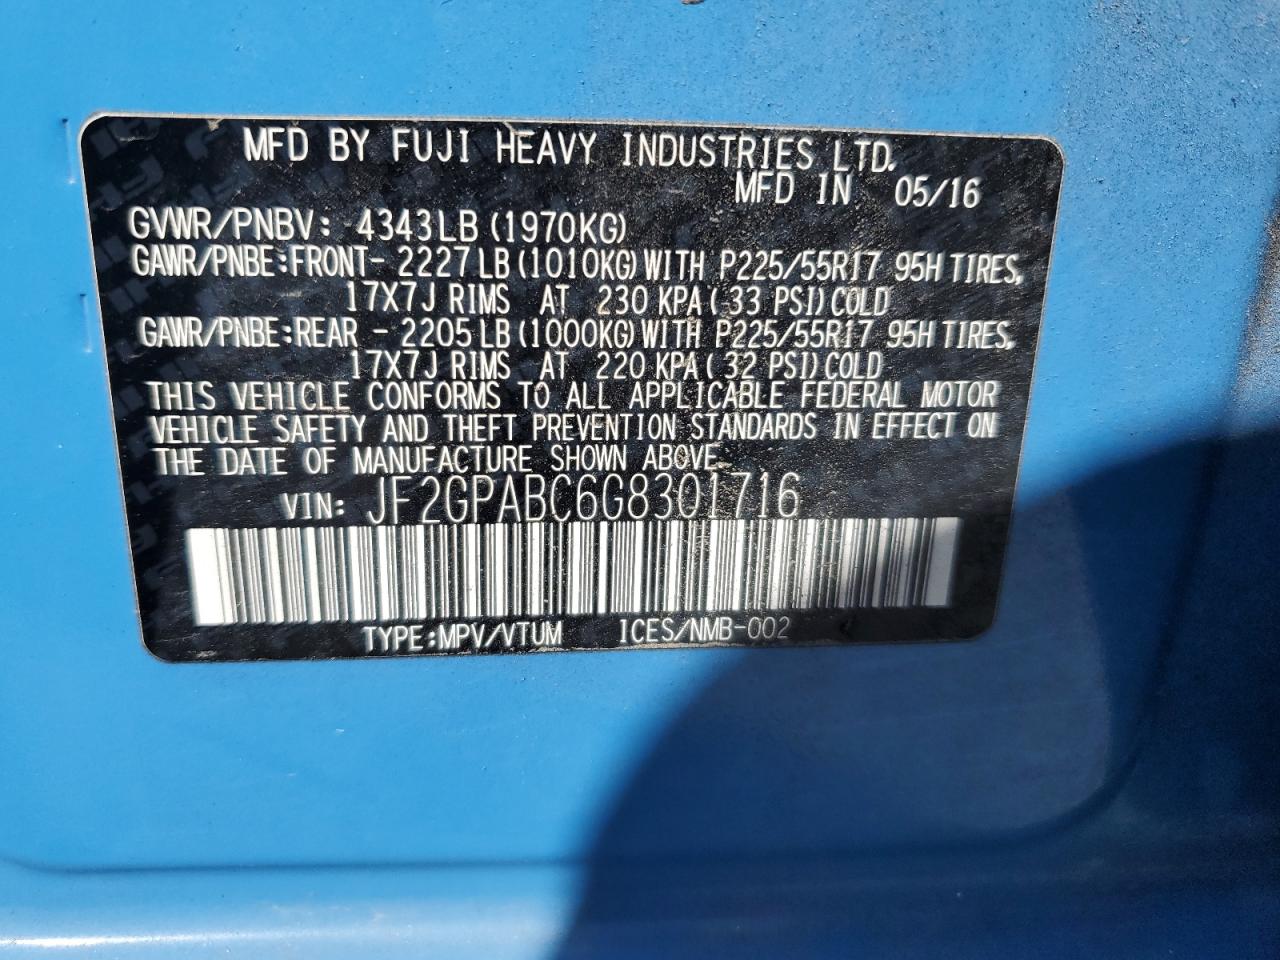 MFD BY FUJI HEAVY INDUSTRIES LTD.
MFD IN 05/16
GVWR/PNBV: 4343LB (1970KG)
GAWR/PNBE:FRONT- 2227LB(1010KG)WITH P225/55R17 95H TIRES,
17X7J RIMS AT 230 KPA( 33 PSI)COLD
GAWR/PNBE:REAR - 2205LB(1000KG)WITH P225/55R17 95H TIRES,
17X7J RIMS AT 220 KPA( 32 PSI)COLD
THIS VEHICLE CONFORMS TO ALL APPLICABLE FEDERAL MOTOR
VEHICLE SAFETY AND THEFT PREVENTION STANDARDS IN EFFECT ON
THE DATE OF MANUFACTURE SHOWN ABOVE.
VIN: JF2GPABC6G8301716
TYPE:MPV/VTUM ICES/NMB-002